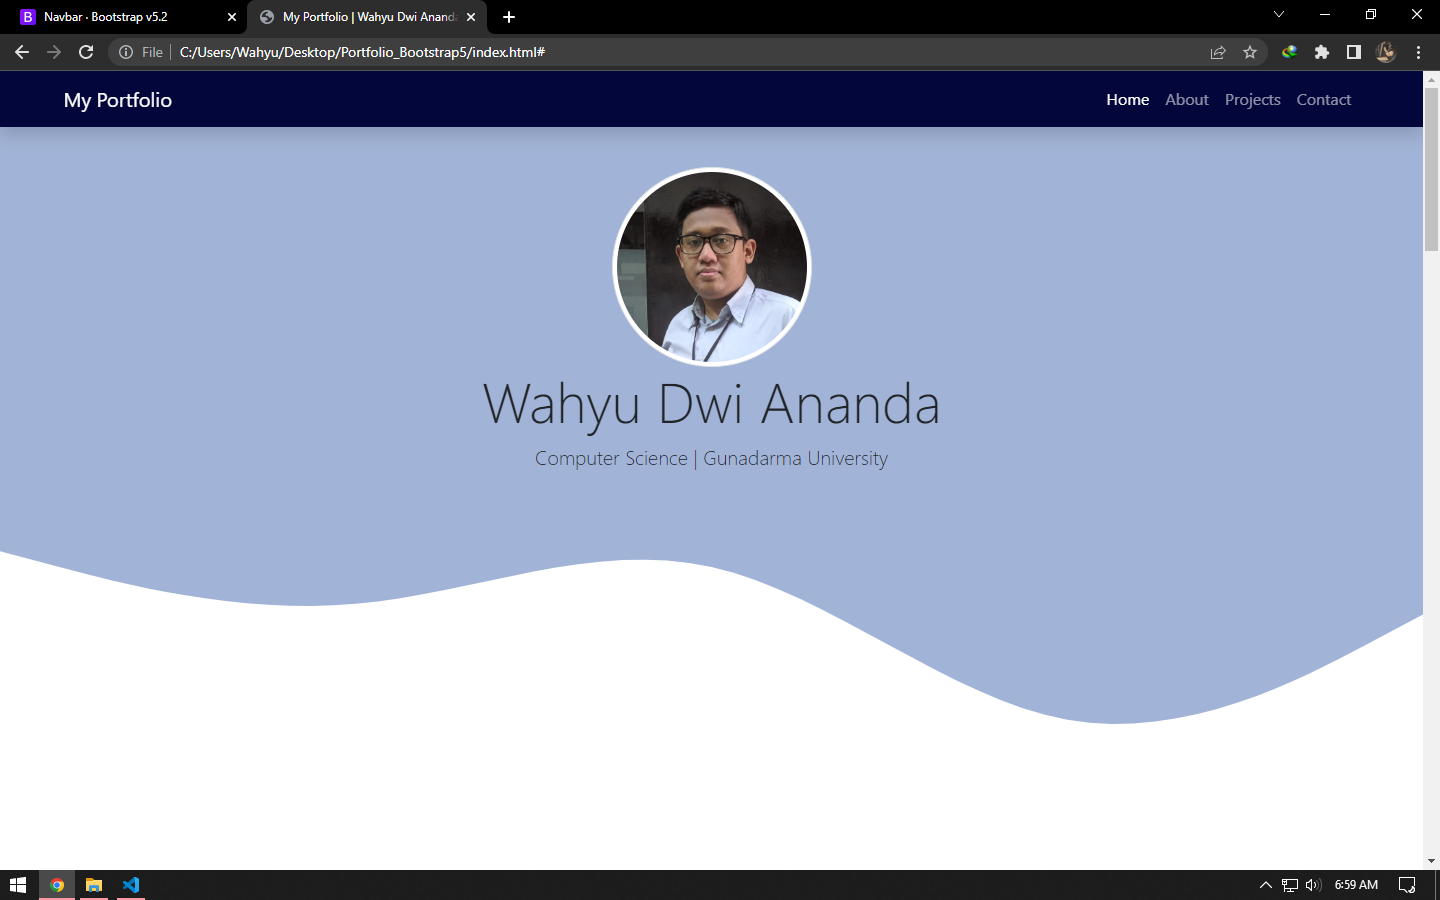 Navbar · Bootstrap v5.2
My Portfolio | Wahyu Dwi Ananda
File
C:/Users/Wahyu/Desktop/Portfolio_Bootstrap5/index.html#
My Portfolio
Home About Projects Contact
Wahyu Dwi Ananda
Computer Science | Gunadarma University
6:59 AM